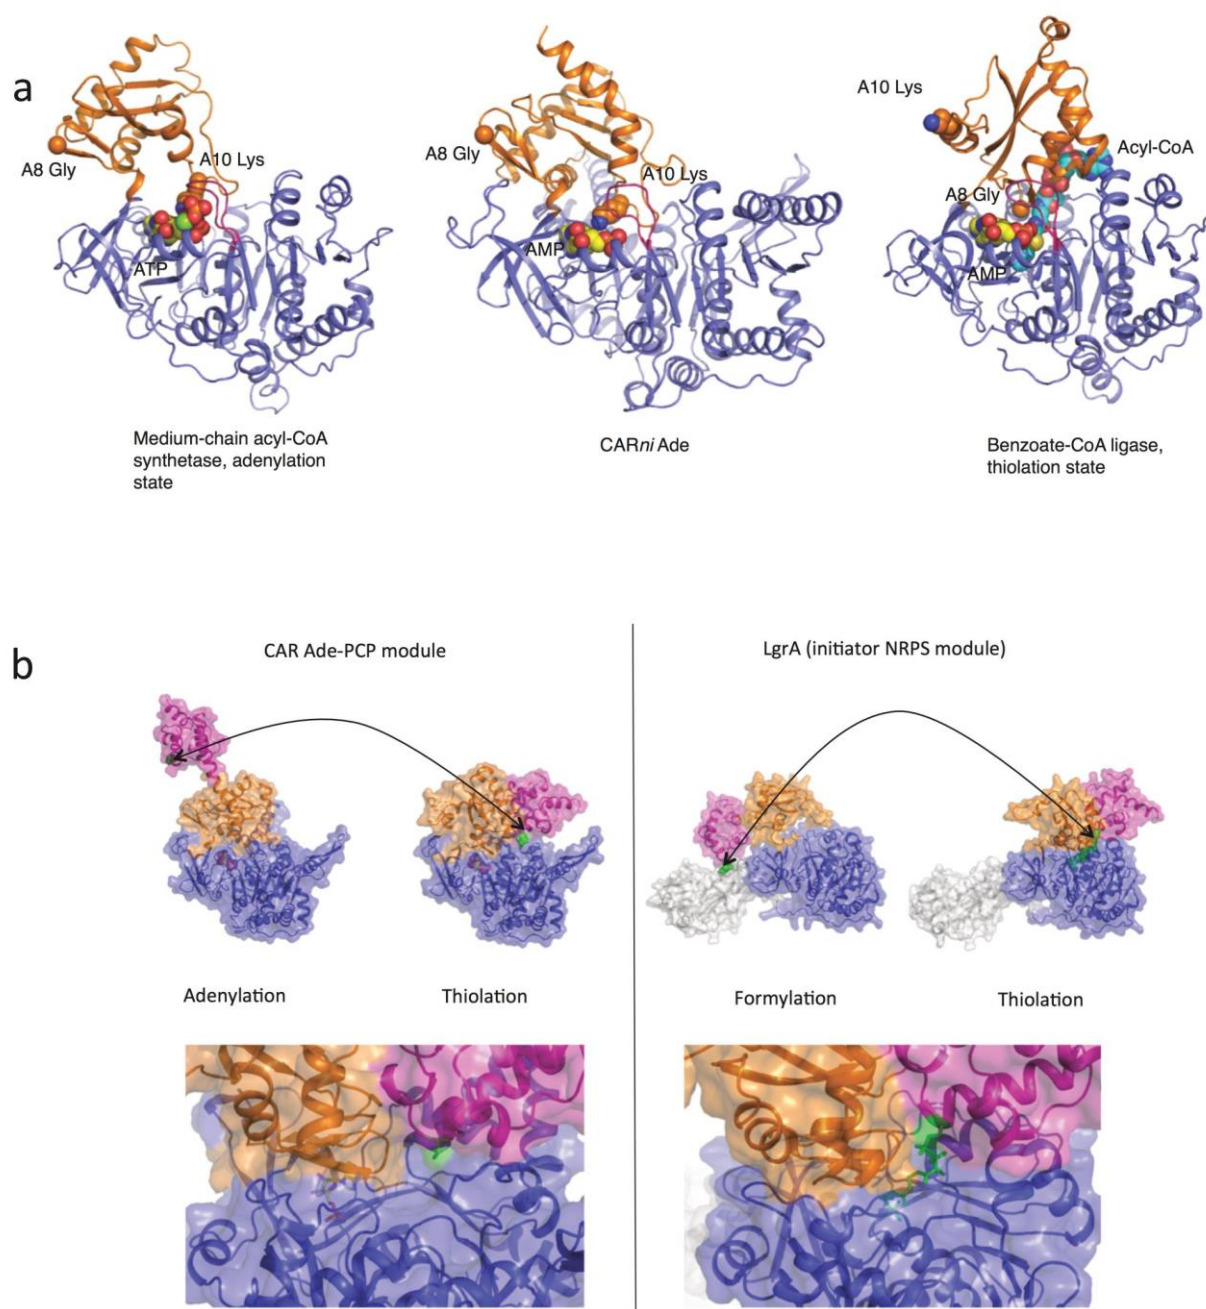 a
A8 Gly
A10 Lys
ATP
Medium-chain acyl-CoA
synthetase, adenylation
state
A8 Gly
A10 Lys
AMP
CARni Ade
A10 Lys
Acyl-CoA
A8 Gly
AMP
Benzoate-CoA ligase,
thiolation state
b
CAR Ade-PCP module
Adenylation
Thiolation
LgrA (initiator NRPS module)
Formylation
Thiolation